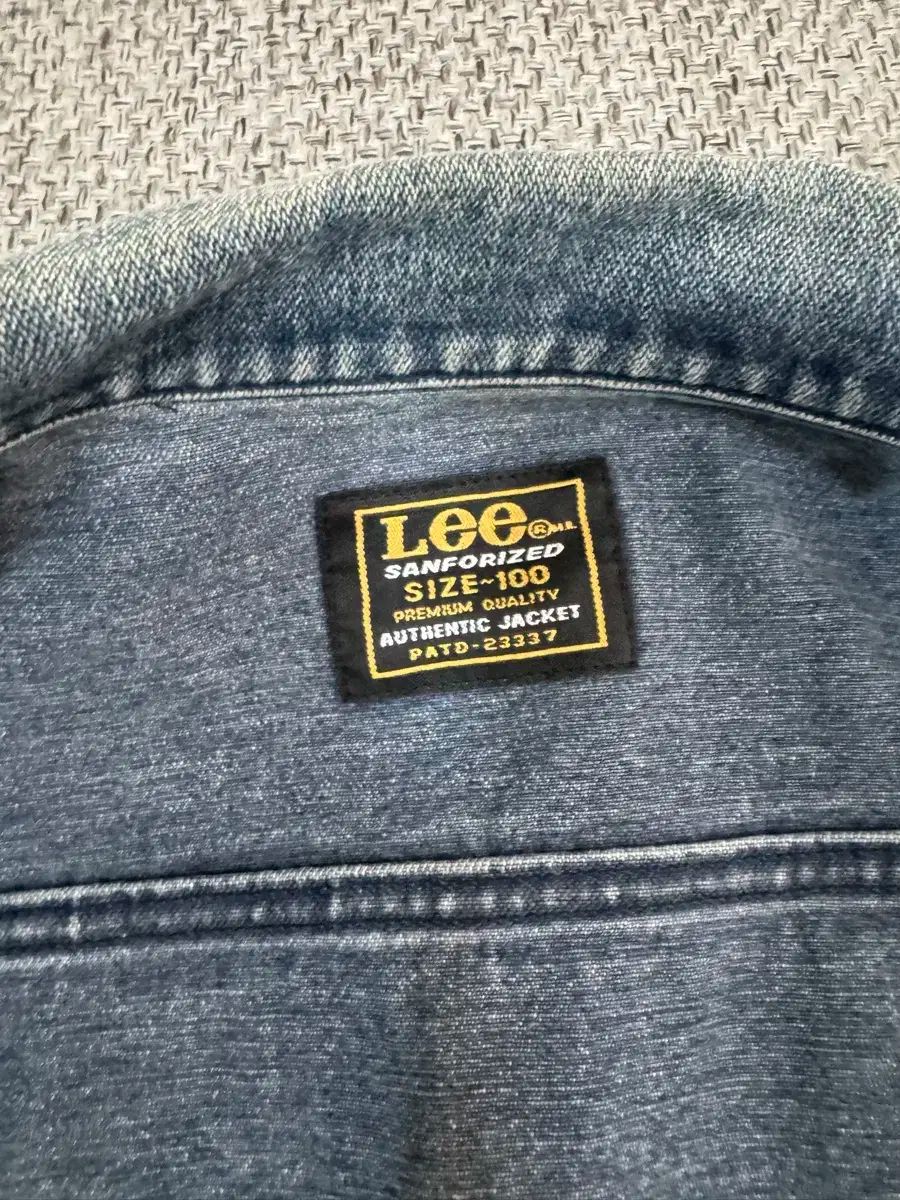 Lee® M.R.
SANFORIZED
SIZE~100
PREMIUM QUALITY
AUTHENTIC JACKET
PATD-23337